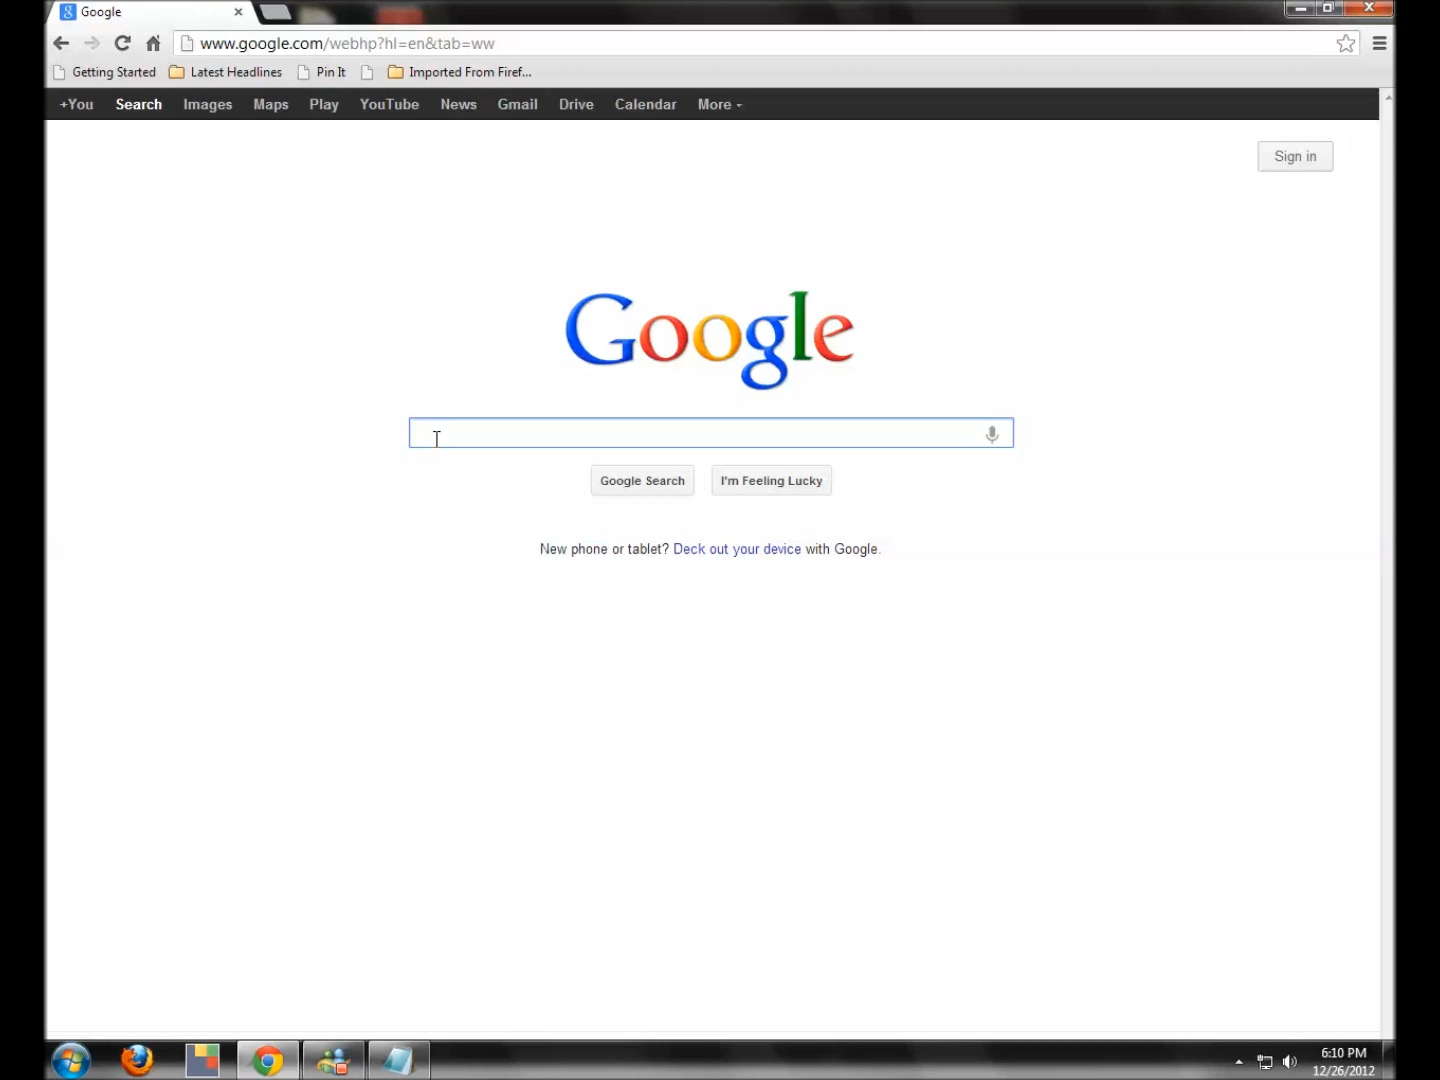 Google
www.google.com/webhp?hl=en&tab=ww
Getting Started Latest Headlines Pin It Imported From Firef...
+You Search Images Maps Play YouTube News Gmail Drive Calendar More
Sign in
Google
Google Search I'm Feeling Lucky
New phone or tablet? Deck out your device with Google.
6:10 PM
12/26/2012